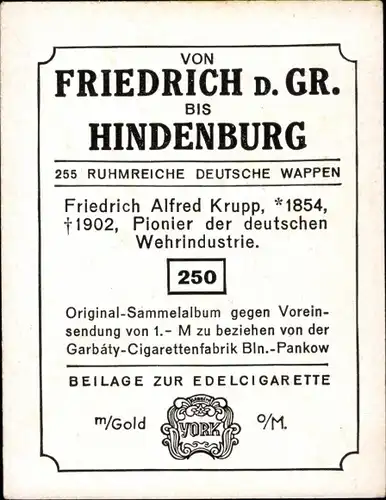 VON
FRIEDRICH D. GR.
BIS
HINDENBURG
255 RUHMREICHE DEUTSCHE WAPPEN
Friedrich Alfred Krupp, *1854,
†1902, Pionier der deutschen
Wehrindustrie.
250
Original-Sammelalbum gegen Vorein-
sendung von 1.- M zu beziehen von der
Garbáty-Cigarettenfabrik Bln.-Pankow
BEILAGE ZUR EDELCIGARETTE
m/Gold YORK o/M.